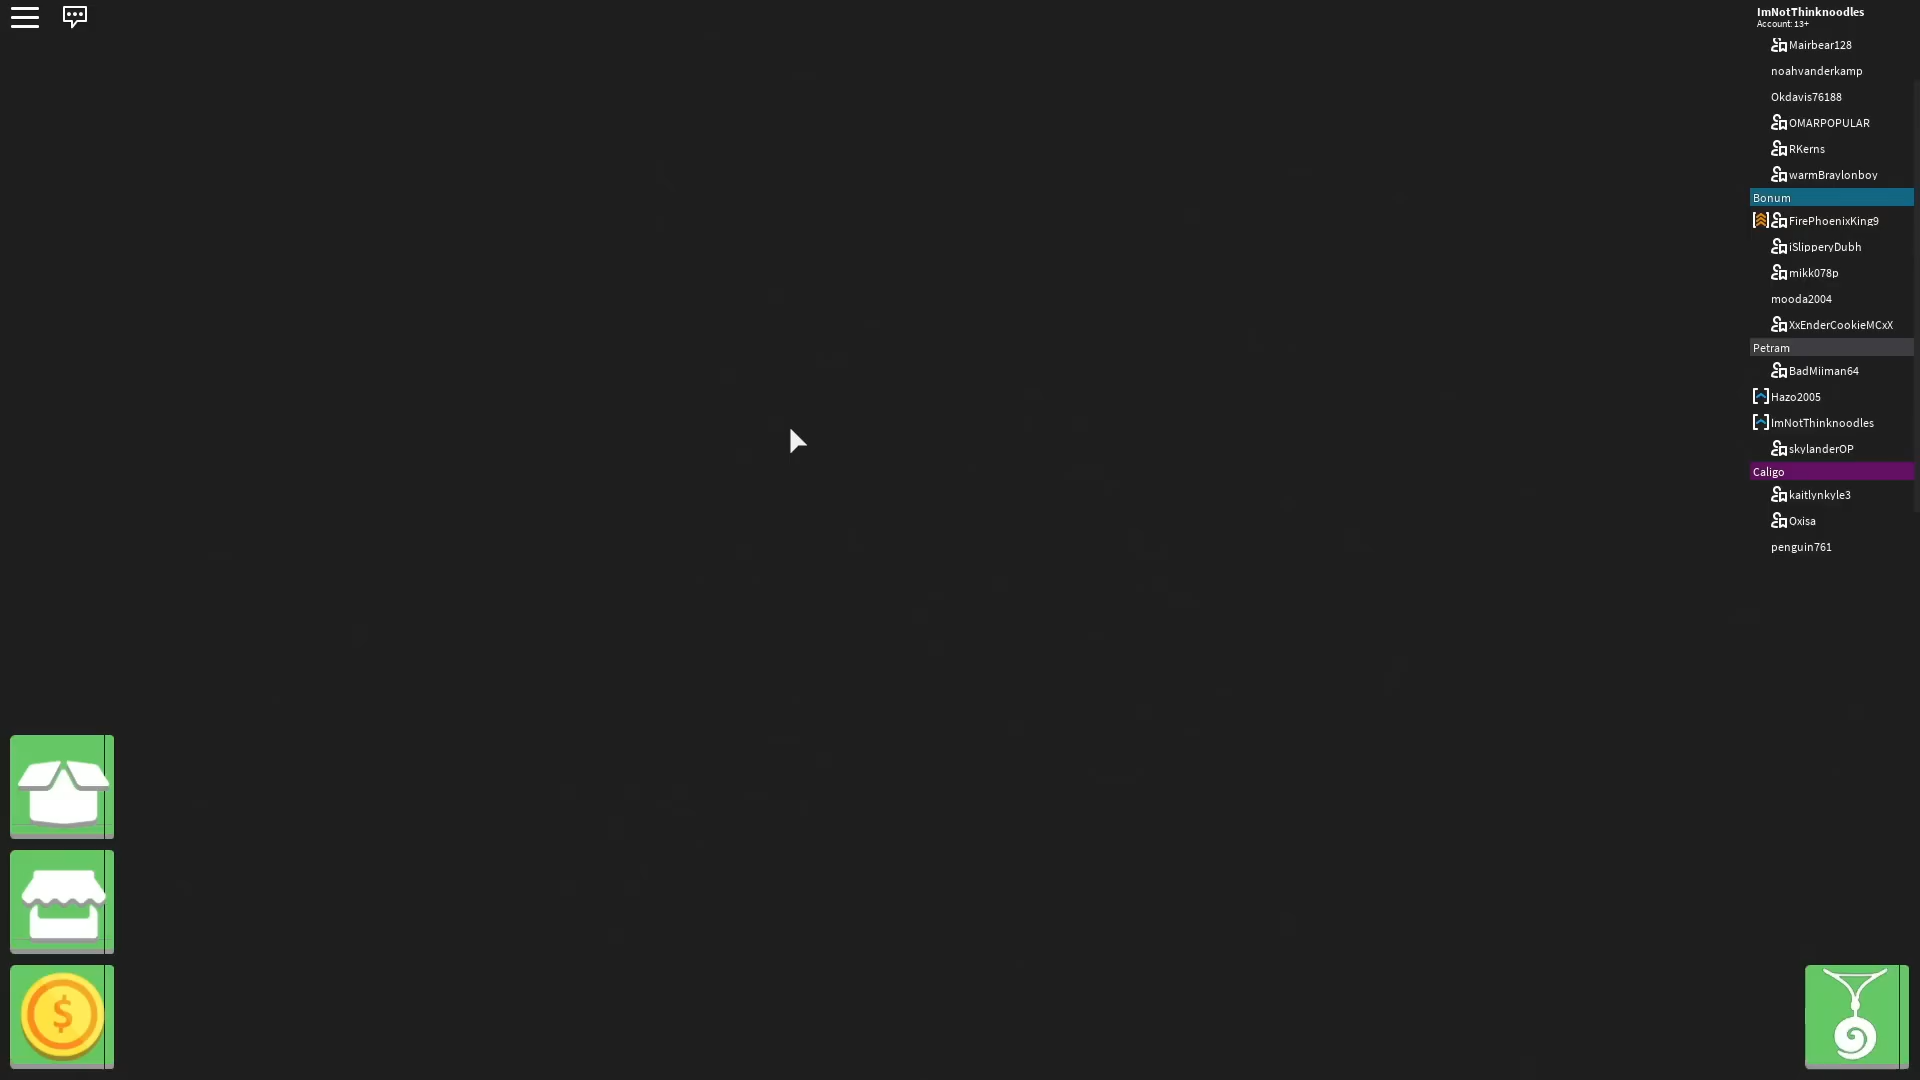 ImNotThinknoodles
Account: 13+
Mairbear128
noahvanderkamp
Okdavis76188
OMARPOPULAR
RKerns
warmBraylonboy
Bonum
FirePhoenixKing9
iSlipperyDubh
mikk078p
mooda2004
XxEnderCookieMCxX
Petram
BadMiiman64
Hazo2005
ImNotThinknoodles
skylanderOP
Caligo
kaitlynkyle3
Oxisa
penguin761
$